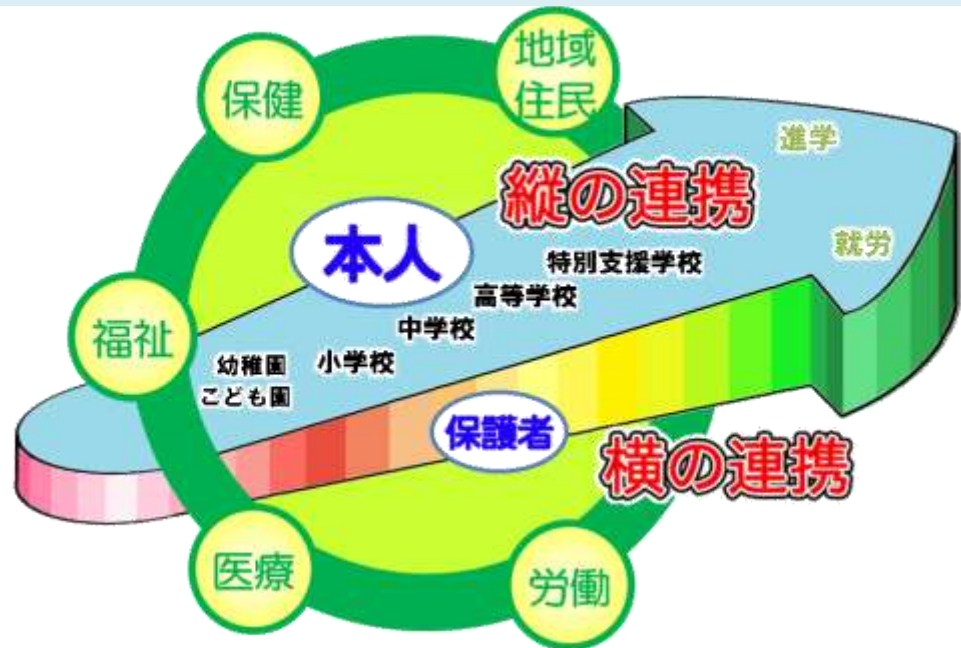 地域
住民
保健
進学
縦の連携
就労
本人
特別支援学校
高等学校
中学校
福祉
小学校
幼稚園
こども園
保護者
横の連携
医療
労働